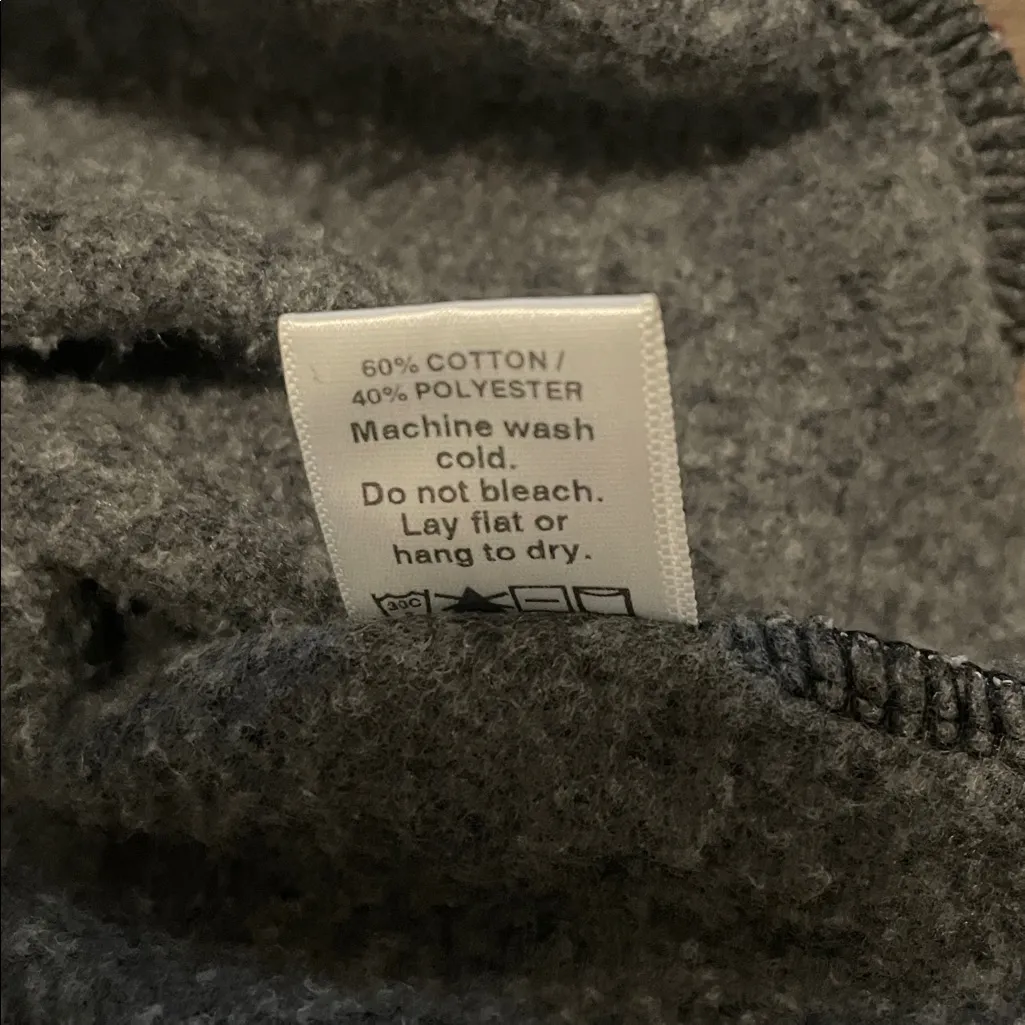 60% COTTON /
40% POLYESTER
Machine wash
cold.
Do not bleach.
Lay flat or
hang to dry.
30C